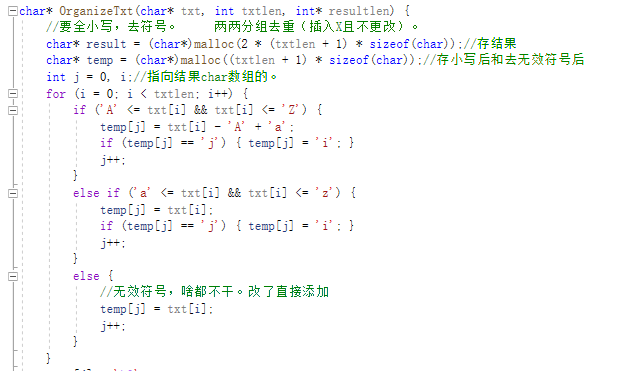 char* OrganizeTxt(char* txt, int txtlen, int* resultlen) {
//要全小写，去符号。 两两分组去重（插入X且不更改）。
char* result = (char*)malloc(2 * (txtlen + 1) * sizeof(char));//存结果
char* temp = (char*)malloc((txtlen + 1) * sizeof(char));//存小写后和去无效符号后
int j = 0, i;//指向结果char数组的。
for (i = 0; i < txtlen; i++) {
if ('A' <= txt[i] && txt[i] <= 'Z') {
temp[j] = txt[i] - 'A' + 'a';
if (temp[j] == 'j') { temp[j] = 'i'; }
j++;
}
else if ('a' <= txt[i] && txt[i] <= 'z') {
temp[j] = txt[i];
if (temp[j] == 'j') { temp[j] = 'i'; }
j++;
}
else {
//无效符号，啥都不干。改了直接添加
temp[j] = txt[i];
j++;
}
}